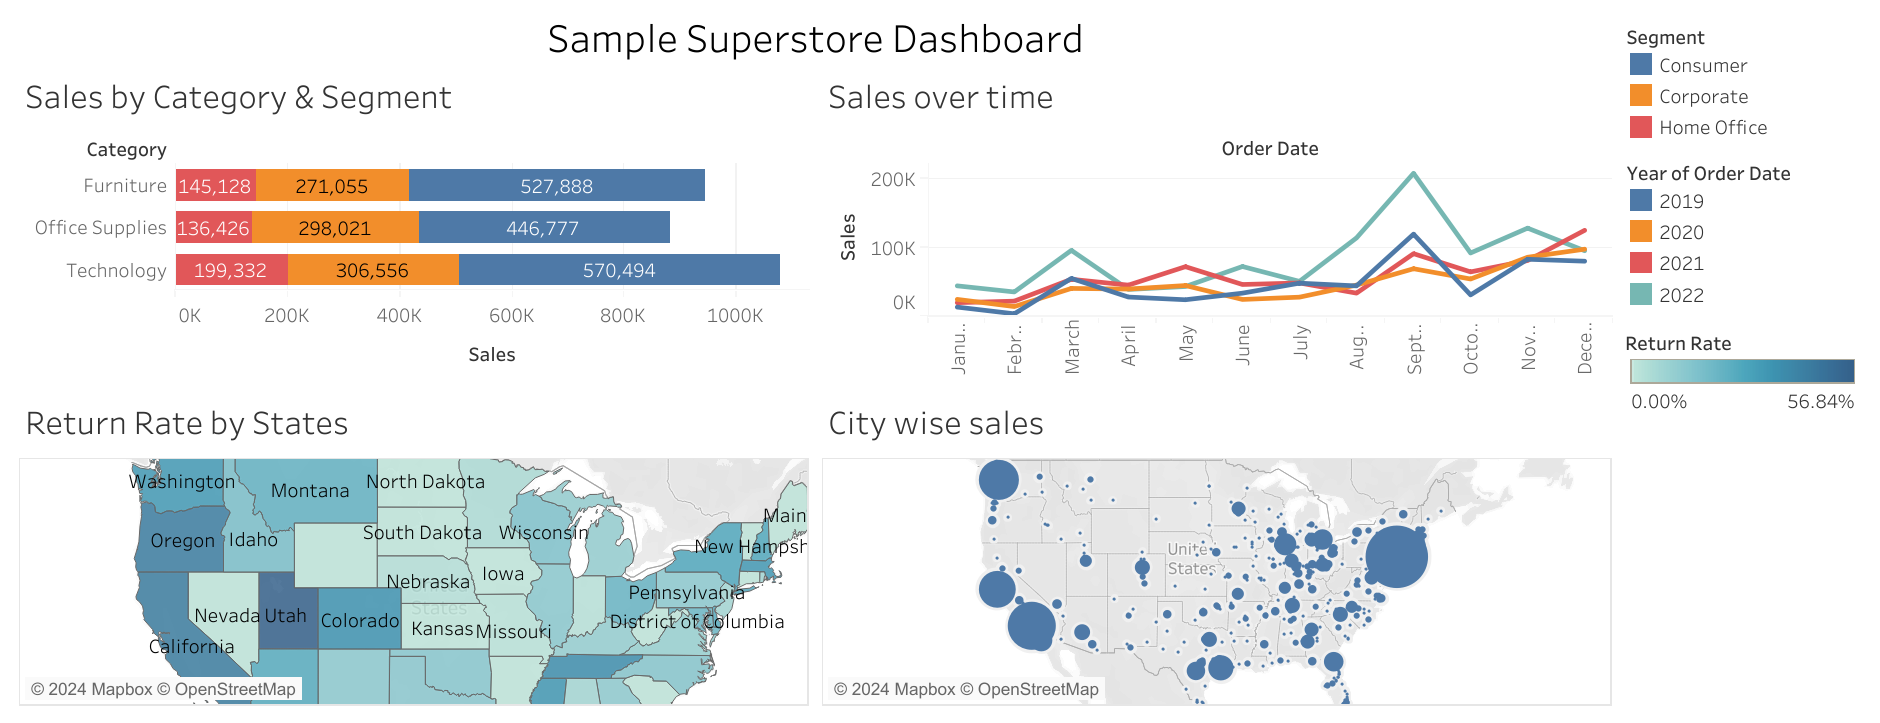 Sample Superstore Dashboard
Sales by Category & Segment
Category
Furniture 145,128 271,055 527,888
Office Supplies 136,426 298,021 446,777
Technology 199,332 306,556 570,494
0K 200K 400K 600K 800K 1000K
Sales
Sales over time
Order Date
Sales
200K
100K
0K
Janu.. Febr.. March April May June July Aug.. Sept.. Octo.. Nov.. Dece..
Segment
Consumer
Corporate
Home Office
Year of Order Date
2019
2020
2021
2022
Return Rate
0.00% 56.84%
Return Rate by States
Washington Montana North Dakota
Main
Oregon Idaho South Dakota Wisconsin New Hampsh
Nebraska Iowa
States
Pennsylvania
Nevada Utah Colorado Kansas Missouri District of Columbia
California
© 2024 Mapbox © OpenStreetMap
City wise sales
United
States
© 2024 Mapbox © OpenStreetMap